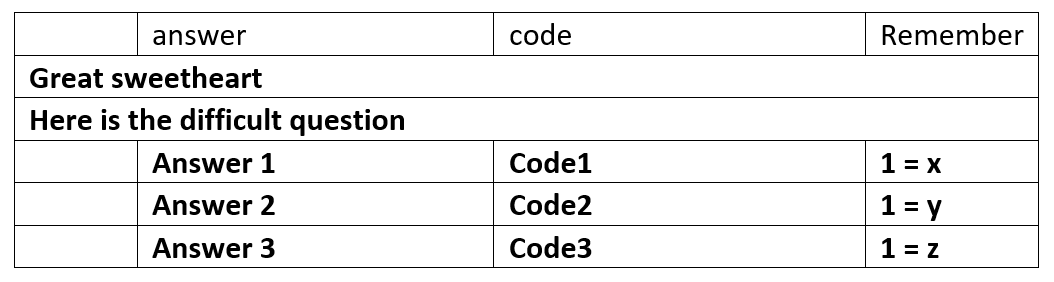 answer code Remember
Great sweetheart
Here is the difficult question
Answer 1 Code1 1 = x
Answer 2 Code2 1 = y
Answer 3 Code3 1 = z